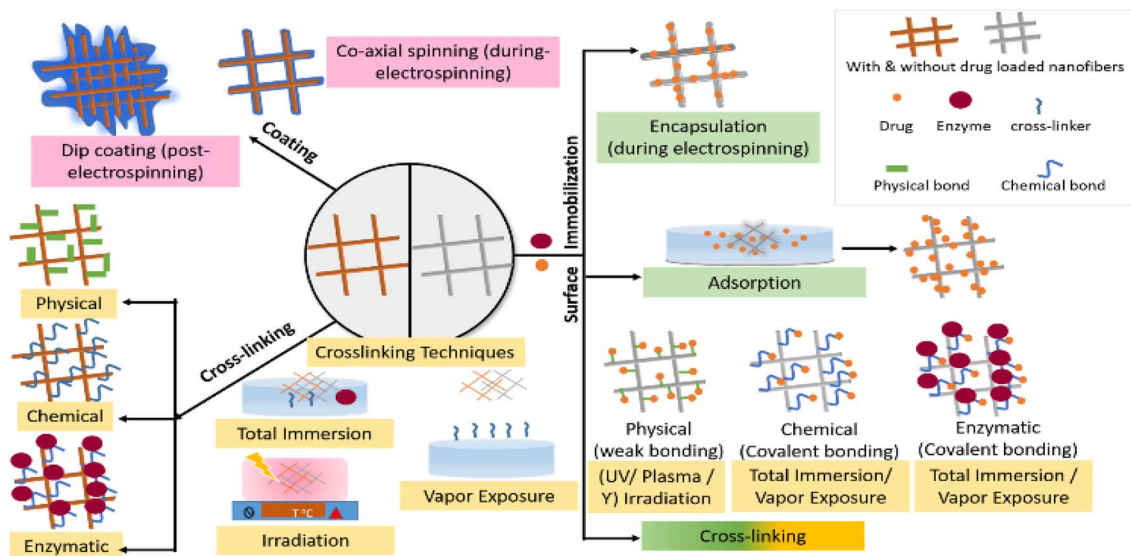 Co-axial spinning (during-
electrospinning)
Dip coating (post-
electrospinning)
Coating
Physical
Chemical
Enzymatic
Cross-linking
Crosslinking Techniques
Total Immersion
T °C
Irradiation
Vapor Exposure
Surface Immobilization
Encapsulation
(during electrospinning)
Adsorption
Physical
(weak bonding)
(UV/ Plasma /
Y) Irradiation
Chemical
(Covalent bonding)
Total Immersion/
Vapor Exposure
Enzymatic
(Covalent bonding)
Total Immersion /
Vapor Exposure
Cross-linking
With & without drug loaded nanofibers
Drug
Enzyme
cross-linker
Physical bond
Chemical bond